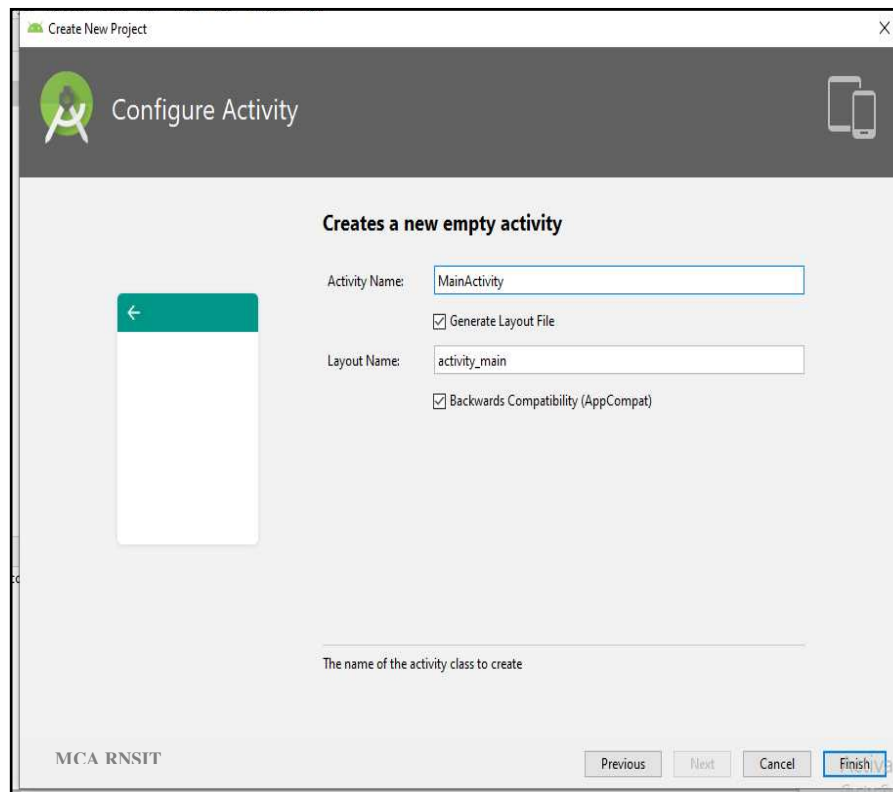 Create New Project
Configure Activity
Creates a new empty activity
Activity Name: MainActivity
Generate Layout File
Layout Name: activity_main
Backwards Compatibility (AppCompat)
The name of the activity class to create
MCA RNSIT
Previous Next Cancel Finish